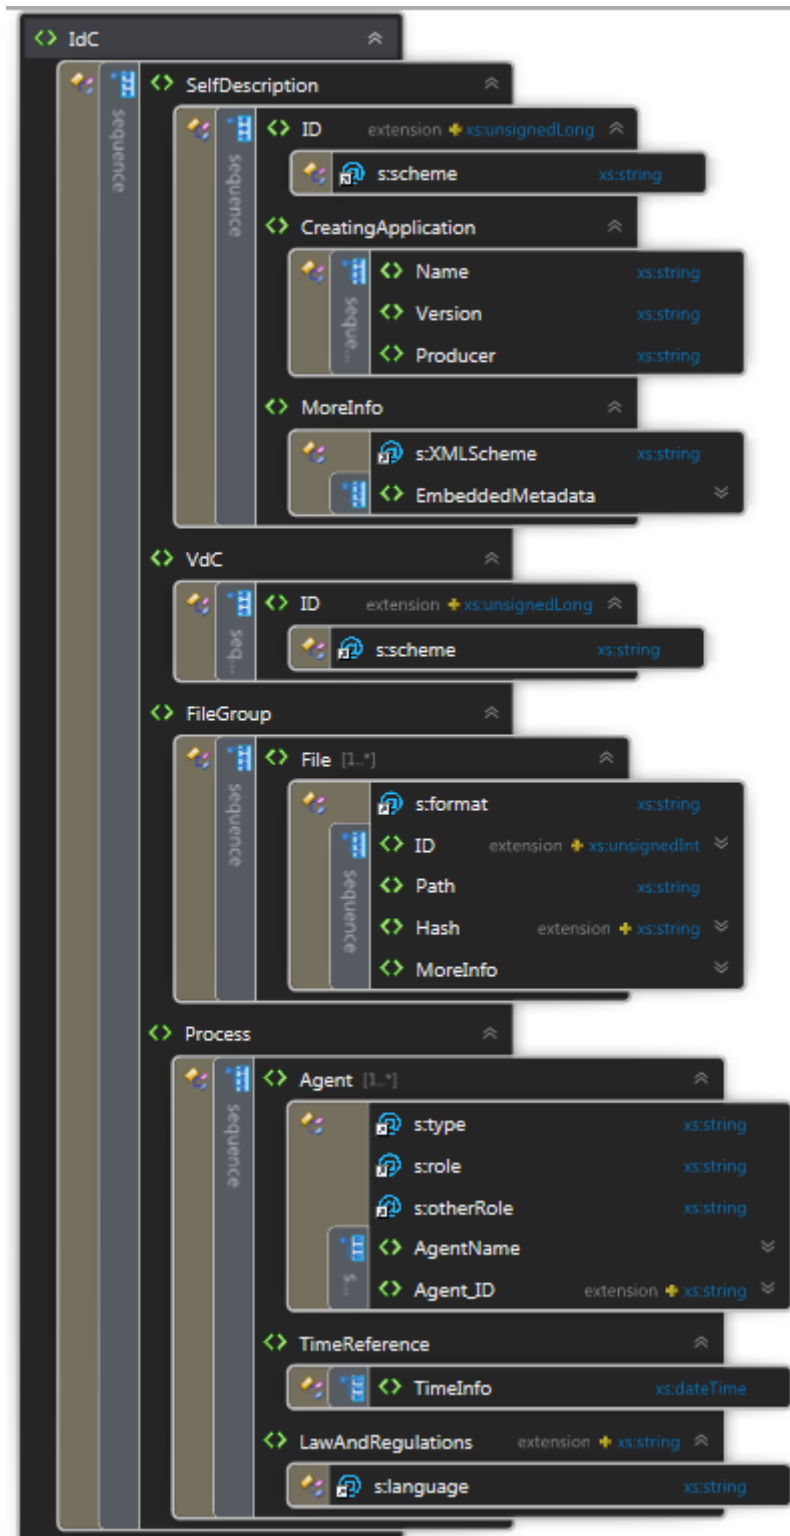 IdC
sequence
SelfDescription
sequence
ID extension xs:unsignedLong
s:scheme xs:string
CreatingApplication
seque...
Name xs:string
Version xs:string
Producer xs:string
MoreInfo
s:XMLScheme xs:string
EmbeddedMetadata
VdC
seq...
ID extension xs:unsignedLong
s:scheme xs:string
FileGroup
sequence
File [1..*]
s:format xs:string
sequence
ID extension xs:unsignedInt
Path xs:string
Hash extension xs:string
MoreInfo
Process
sequence
Agent [1..*]
s:type xs:string
s:role xs:string
s:otherRole xs:string
s...
AgentName
Agent_ID extension xs:string
TimeReference
TimeInfo xs:dateTime
LawAndRegulations extension xs:string
s:language xs:string